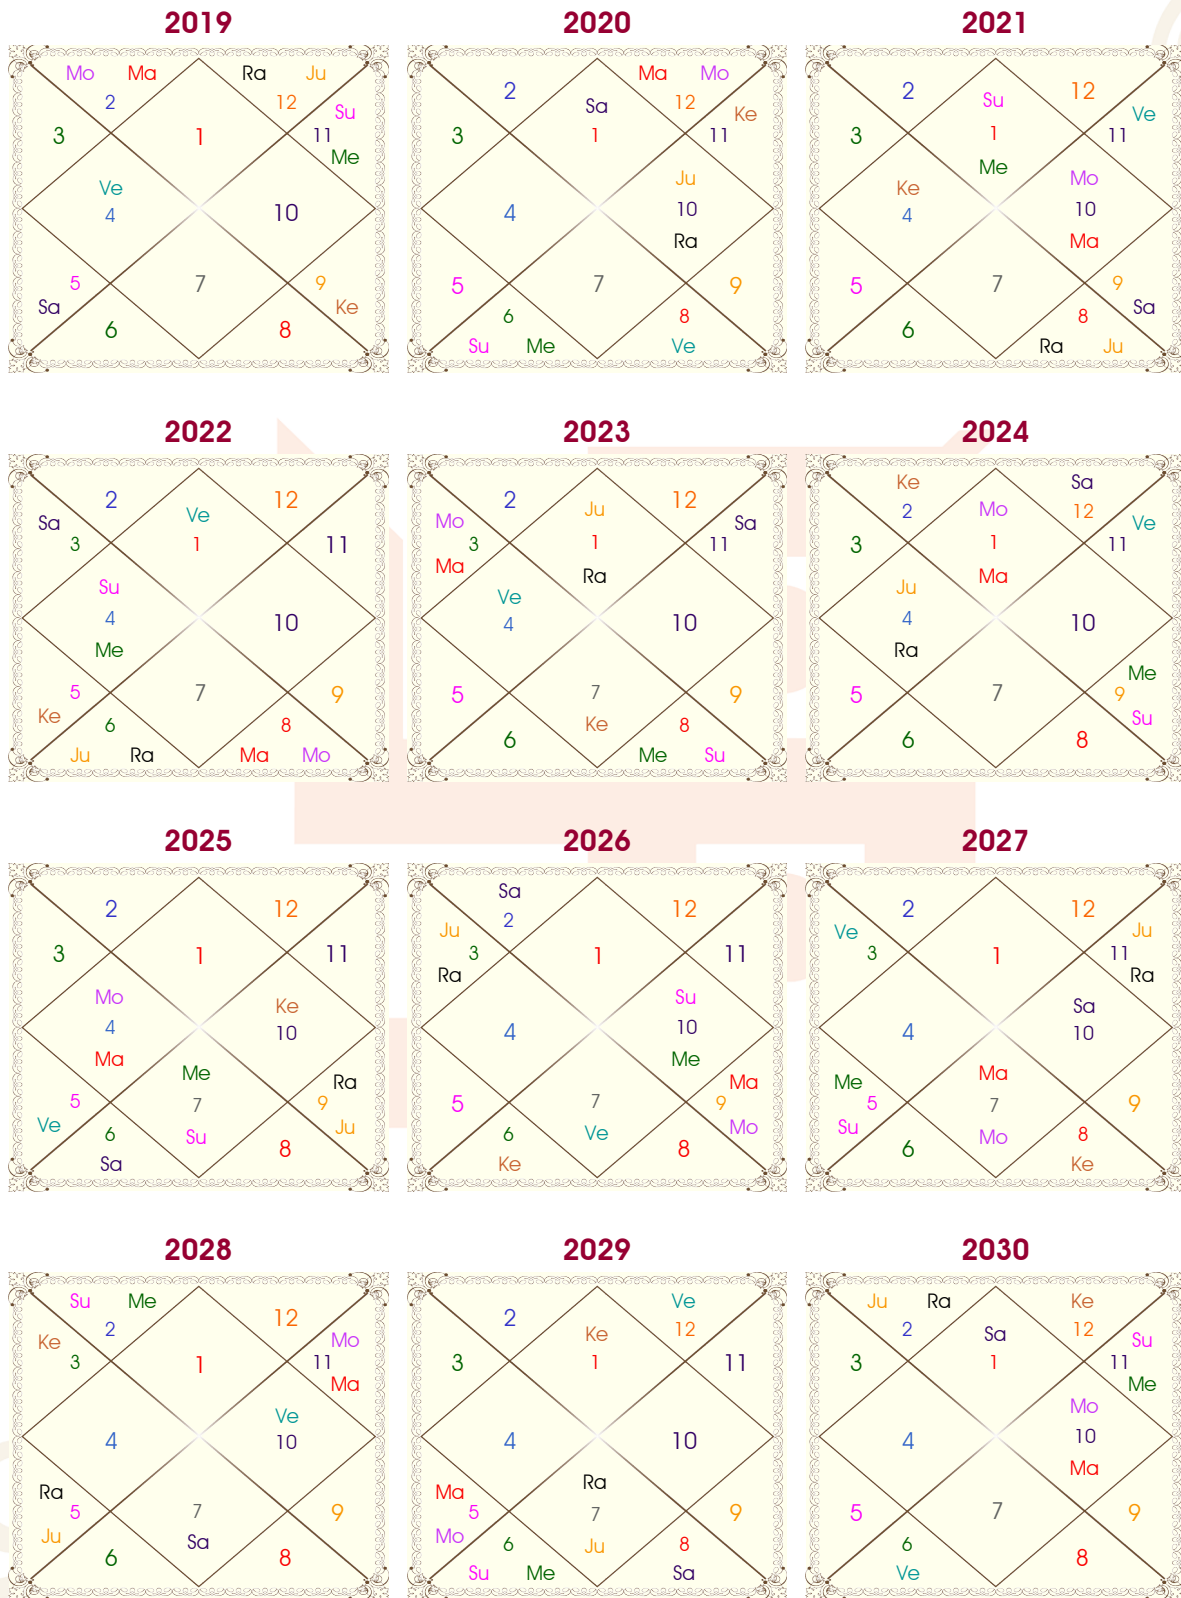 2019 2020 2021
Mo Ma Ra Ju
2 12
Su
3 1 11
Me
Ve
4 10
5 7 9
Sa Ke
6 8
Ma Mo
2 12
Sa Ke
3 1 11
Ju
4 10
Ra
5 7 9
6 8
Su Me Ve
2 12
Su Ve
3 1 11
Me
Ke Mo
4 10
Ma
5 7 9
Sa
6 8
Ra Ju
2022 2023 2024
2 12
Ve
Sa 1 11
3
Su
4 10
Me
5 7 9
Ke
6 8
Ju Ra Ma Mo
2 12
Ju
Mo Sa
3 1 11
Ma Ra
Ve
4 10
5 7 9
Ke
6 8
Me Su
Ke Sa
2 12
Mo Ve
3 1 11
Ma
Ju
4 10
Ra
Me
5 7 9
Su
6 8
2025 2026 2027
2 12
3 1 11
Mo Ke
4 10
Ma
Me Ra
5 7 9
Ve Su Ju
6 8
Sa
Sa
2 12
Ju
3 1 11
Ra
Su
4 10
Me
Ma
5 7 9
Ve Mo
6 8
Ke
2 12
Ve Ju
3 1 11
Ra
Sa
4 10
Me Ma
5 7 9
Su Mo
6 8
Ke
2028 2029 2030
Su Me
2 12
Ke Mo
3 1 11
Ma
Ve
4 10
Ra
5 7 9
Ju Sa
6 8
Ve
2 12
Ke
3 1 11
4 10
Ma Ra
5 7 9
Mo Ju
6 8
Su Me Sa
Ju Ra Ke
2 12
Sa Su
3 1 11
Me
Mo
4 10
Ma
5 7 9
6 8
Ve